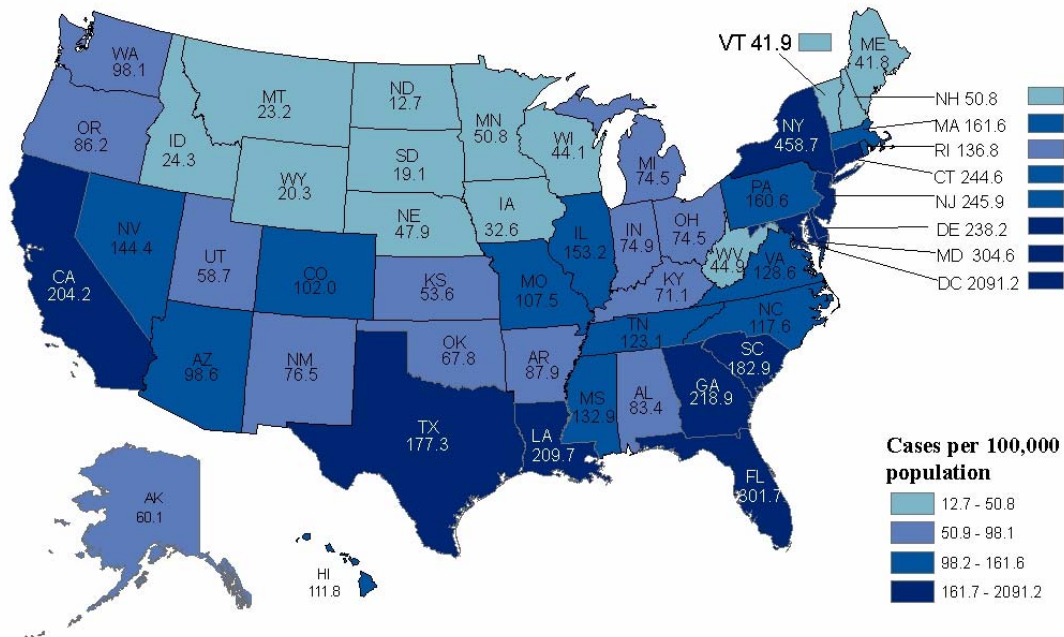 VT 41.9
ME
41.8
WA
98.1
MT
23.2
ND
12.7
MN
50.8
NH 50.8
OR
86.2
ID
24.3
WI
44.1
NY
458.7
MA 161.6
SD
19.1
MI
74.5
RI 136.8
WY
20.3
CT 244.6
PA
160.6
NJ 245.9
NE
47.9
IA
32.6
DE 238.2
NV
144.4
IL
153.2
IN
74.9
OH
74.5
MD 304.6
UT
58.7
WV
44.9
VA
128.6
DC 2091.2
CA
204.2
CO
102.0
KS
53.6
MO
107.5
KY
71.1
NC
117.6
TN
123.1
AZ
98.6
NM
76.5
OK
67.8
AR
87.9
SC
182.9
MS
132.9
AL
83.4
GA
218.9
TX
177.3
LA
209.7
FL
301.7
AK
60.1
HI
111.8
Cases per 100,000
population
12.7 - 50.8
50.9 - 98.1
98.2 - 161.6
161.7 - 2091.2